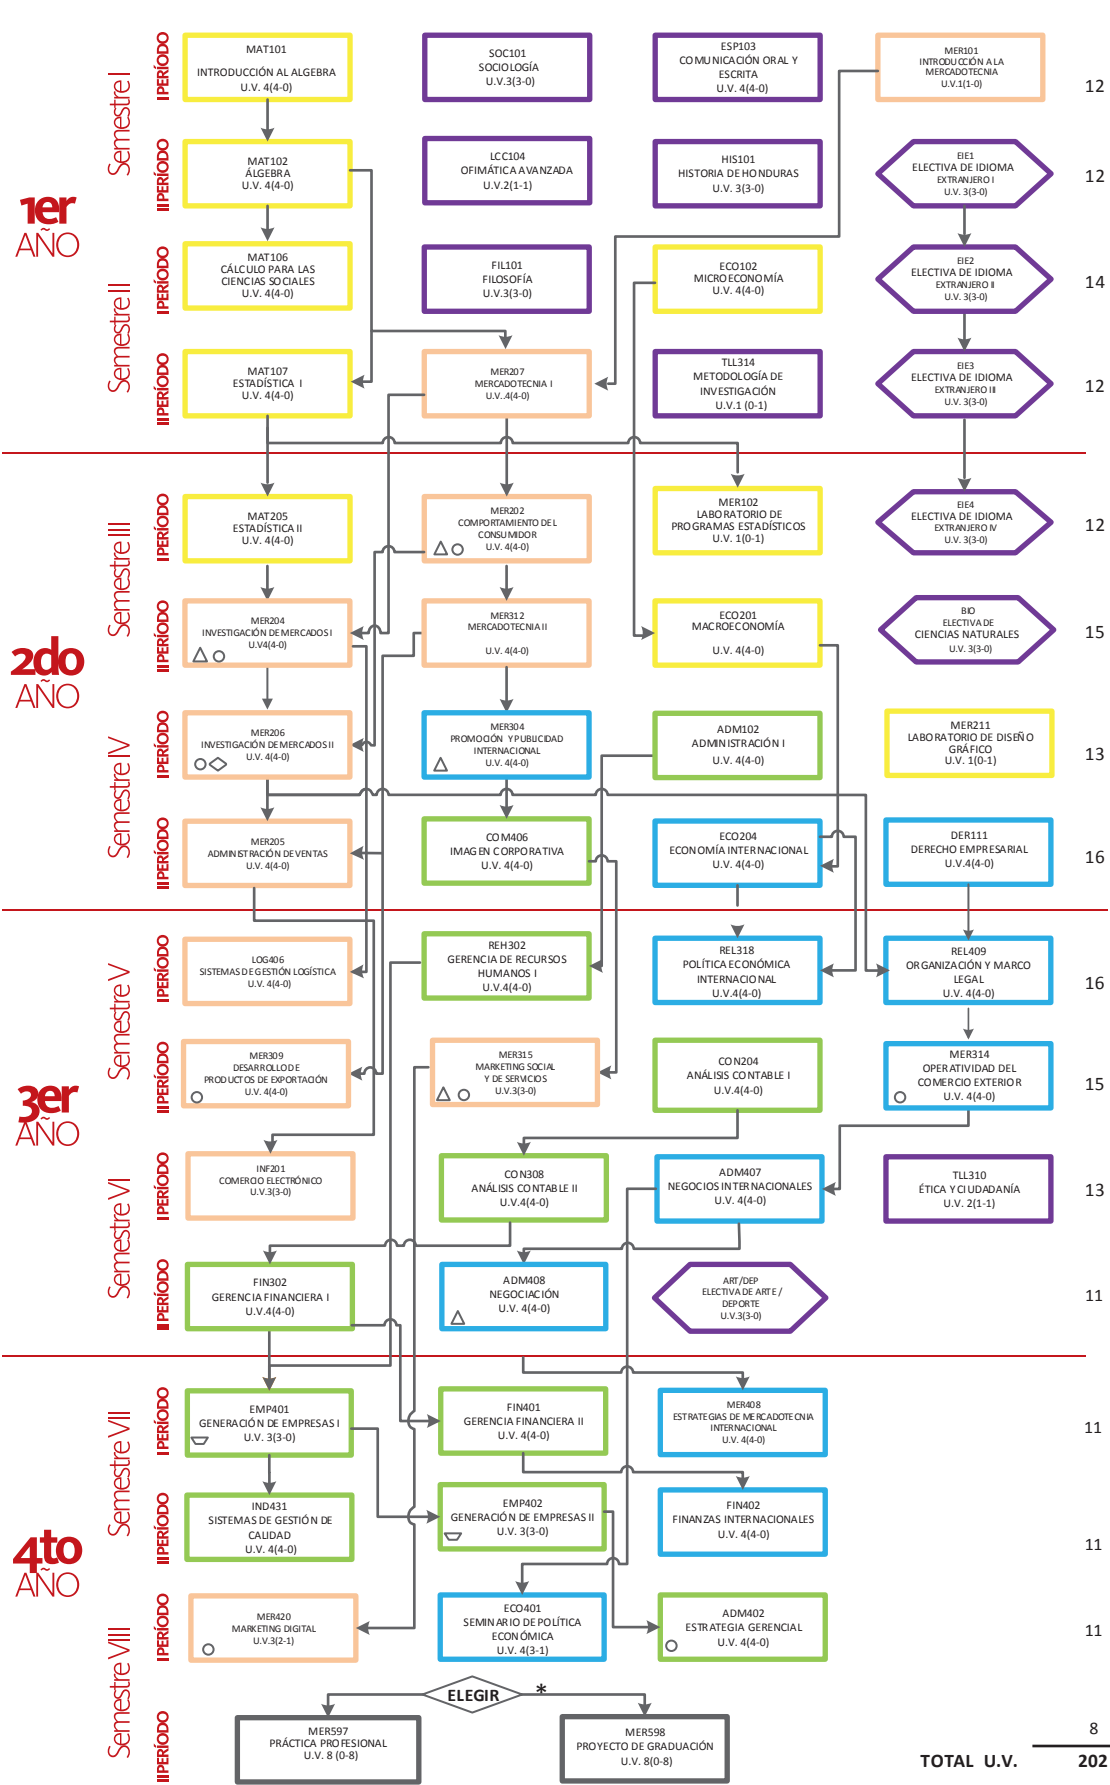 1er
AÑO
Semestre I
I PERÍODO
MAT101
INTRODUCCIÓN AL ALGEBRA
U.V. 4(4-0)
SOC101
SOCIOLOGÍA
U.V.3(3-0)
ESP103
COMUNICACIÓN ORAL Y
ESCRITA
U.V. 4(4-0)
MER101
INTRODUCCIÓN A LA
MERCADOTECNIA
U.V.1(1-0)
12
II PERÍODO
MAT102
ÁLGEBRA
U.V. 4(4-0)
LCC104
OFIMÁTICA AVANZADA
U.V.2(1-1)
HIS101
HISTORIA DE HONDURAS
U.V. 3(3-0)
EIE1
ELECTIVA DE IDIOMA
EXTRANJERO I
U.V. 3(3-0)
12
Semestre II
I PERÍODO
MAT106
CÁLCULO PARA LAS
CIENCIAS SOCIALES
U.V. 4(4-0)
FIL101
FILOSOFÍA
U.V.3(3-0)
ECO102
MICROECONOMÍA
U.V. 4(4-0)
EIE2
ELECTIVA DE IDIOMA
EXTRANJERO II
U.V. 3(3-0)
14
II PERÍODO
MAT107
ESTADÍSTICA I
U.V. 4(4-0)
MER207
MERCADOTECNIA I
U.V..4(4-0)
TLL314
METODOLOGÍA DE
INVESTIGACIÓN
U.V.1 (0-1)
EIE3
ELECTIVA DE IDIOMA
EXTRANJERO III
U.V. 3(3-0)
12
2do
AÑO
Semestre III
I PERÍODO
MAT205
ESTADÍSTICA II
U.V. 4(4-0)
MER202
COMPORTAMIENTO DEL
CONSUMIDOR
U.V. 4(4-0)
MER102
LABORATORIO DE
PROGRAMAS ESTADÍSTICOS
U.V. 1(0-1)
EIE4
ELECTIVA DE IDIOMA
EXTRANJERO IV
U.V. 3(3-0)
12
II PERÍODO
MER204
INVESTIGACIÓN DE MERCADOS I
U.V4(4-0)
MER312
MERCADOTECNIA II
U.V. 4(4-0)
ECO201
MACROECONOMÍA
U.V. 4(4-0)
BIO
ELECTIVA DE
CIENCIAS NATURALES
U.V. 3(3-0)
15
Semestre IV
I PERÍODO
MER206
INVESTIGACIÓN DE MERCADOS II
U.V. 4(4-0)
MER304
PROMOCIÓN Y PUBLICIDAD
INTERNACIONAL
U.V. 4(4-0)
ADM102
ADMINISTRACIÓN I
U.V. 4(4-0)
MER211
LABORATORIO DE DISEÑO
GRÁFICO
U.V. 1(0-1)
13
II PERÍODO
MER205
ADMINISTRACIÓN DE VENTAS
U.V. 4(4-0)
COM406
IMAGEN CORPORATIVA
U.V. 4(4-0)
ECO204
ECONOMÍA INTERNACIONAL
U.V. 4(4-0)
DER111
DERECHO EMPRESARIAL
U.V.4(4-0)
16
3er
AÑO
Semestre V
I PERÍODO
LOG406
SISTEMAS DE GESTIÓN LOGÍSTICA
U.V. 4(4-0)
REH302
GERENCIA DE RECURSOS
HUMANOS I
U.V.4(4-0)
REL318
POLÍTICA ECONÓMICA
INTERNACIONAL
U.V.4(4-0)
REL409
ORGANIZACIÓN Y MARCO
LEGAL
U.V. 4(4-0)
16
II PERÍODO
MER309
DESARROLLO DE
PRODUCTOS DE EXPORTACIÓN
U.V. 4(4-0)
MER315
MARKETING SOCIAL
Y DE SERVICIOS
U.V.3(3-0)
CON204
ANÁLISIS CONTABLE I
U.V.4(4-0)
MER314
OPERATIVIDAD DEL
COMERCIO EXTERIOR
U.V. 4(4-0)
15
Semestre VI
I PERÍODO
INF201
COMERCIO ELECTRÓNICO
U.V.3(3-0)
CON308
ANÁLISIS CONTABLE II
U.V.4(4-0)
ADM407
NEGOCIOS INTERNACIONALES
U.V. 4(4-0)
TLL310
ÉTICA Y CIUDADANÍA
U.V. 2(1-1)
13
II PERÍODO
FIN302
GERENCIA FINANCIERA I
U.V.4(4-0)
ADM408
NEGOCIACIÓN
U.V. 4(4-0)
ART/DEP
ELECTIVA DE ARTE /
DEPORTE
U.V.3(3-0)
11
4to
AÑO
Semestre VII
I PERÍODO
EMP401
GENERACIÓN DE EMPRESAS I
U.V. 3(3-0)
FIN401
GERENCIA FINANCIERA II
U.V. 4(4-0)
MER408
ESTRATEGIAS DE MERCADOTECNIA
INTERNACIONAL
U.V. 4(4-0)
11
II PERÍODO
IND431
SISTEMAS DE GESTIÓN DE
CALIDAD
U.V. 4(4-0)
EMP402
GENERACIÓN DE EMPRESAS II
U.V. 3(3-0)
FIN402
FINANZAS INTERNACIONALES
U.V. 4(4-0)
11
Semestre VIII
I PERÍODO
MER420
MARKETING DIGITAL
U.V.3(2-1)
ECO401
SEMINARIO DE POLÍTICA
ECONÓMICA
U.V. 4(3-1)
ADM402
ESTRATEGIA GERENCIAL
U.V. 4(4-0)
11
II PERÍODO
ELEGIR *
MER597
PRÁCTICA PROFESIONAL
U.V. 8 (0-8)
MER598
PROYECTO DE GRADUACIÓN
U.V. 8(0-8)
8
TOTAL U.V. 202